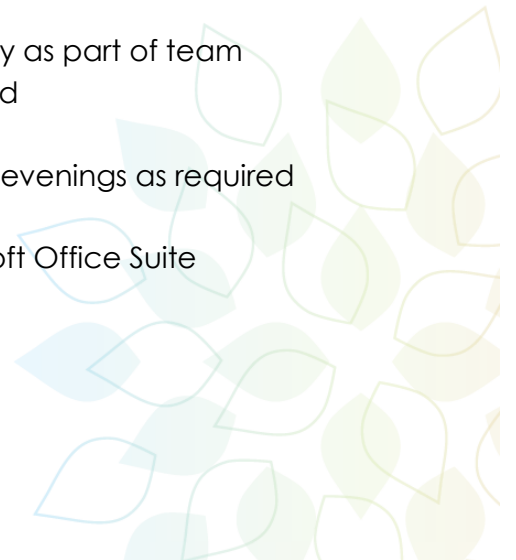 y as part of team
d
evenings as required
oft Office Suite